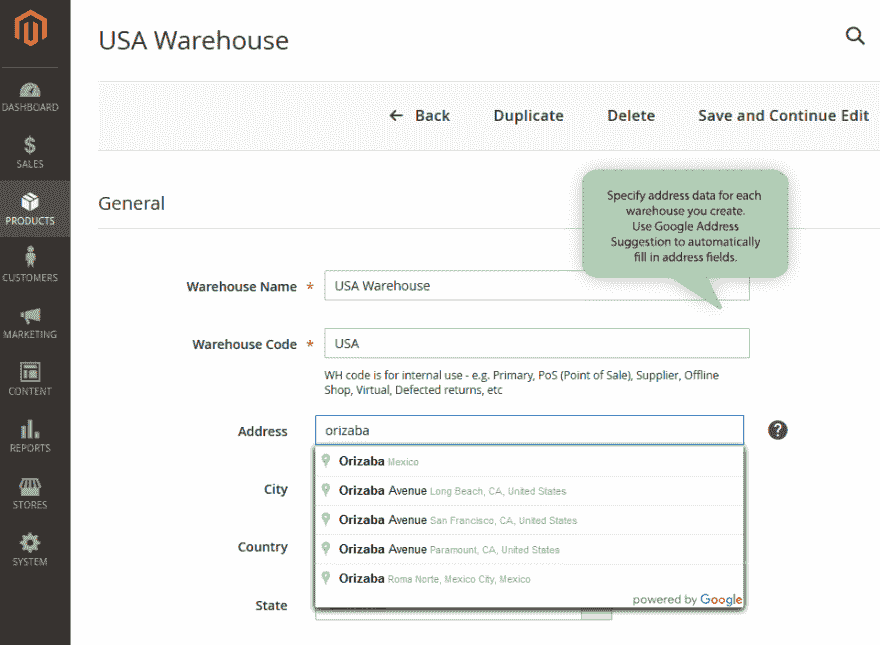 USA Warehouse
← Back Duplicate Delete Save and Continue Edit
DASHBOARD
SALES
PRODUCTS
CUSTOMERS
MARKETING
CONTENT
REPORTS
STORES
SYSTEM
General
Specify address data for each
warehouse you create.
Use Google Address
Suggestion to automatically
fill in address fields.
Warehouse Name * USA Warehouse
Warehouse Code * USA
WH code is for internal use - e.g. Primary, PoS (Point of Sale), Supplier, Offline
Shop, Virtual, Defected returns, etc
Address orizaba ?
Orizaba Mexico
City
Orizaba Avenue Long Beach, CA, United States
Orizaba Avenue San Francisco, CA, United States
Country
Orizaba Avenue Paramount, CA, United States
Orizaba Roma Norte, Mexico City, Mexico
State
powered by Google